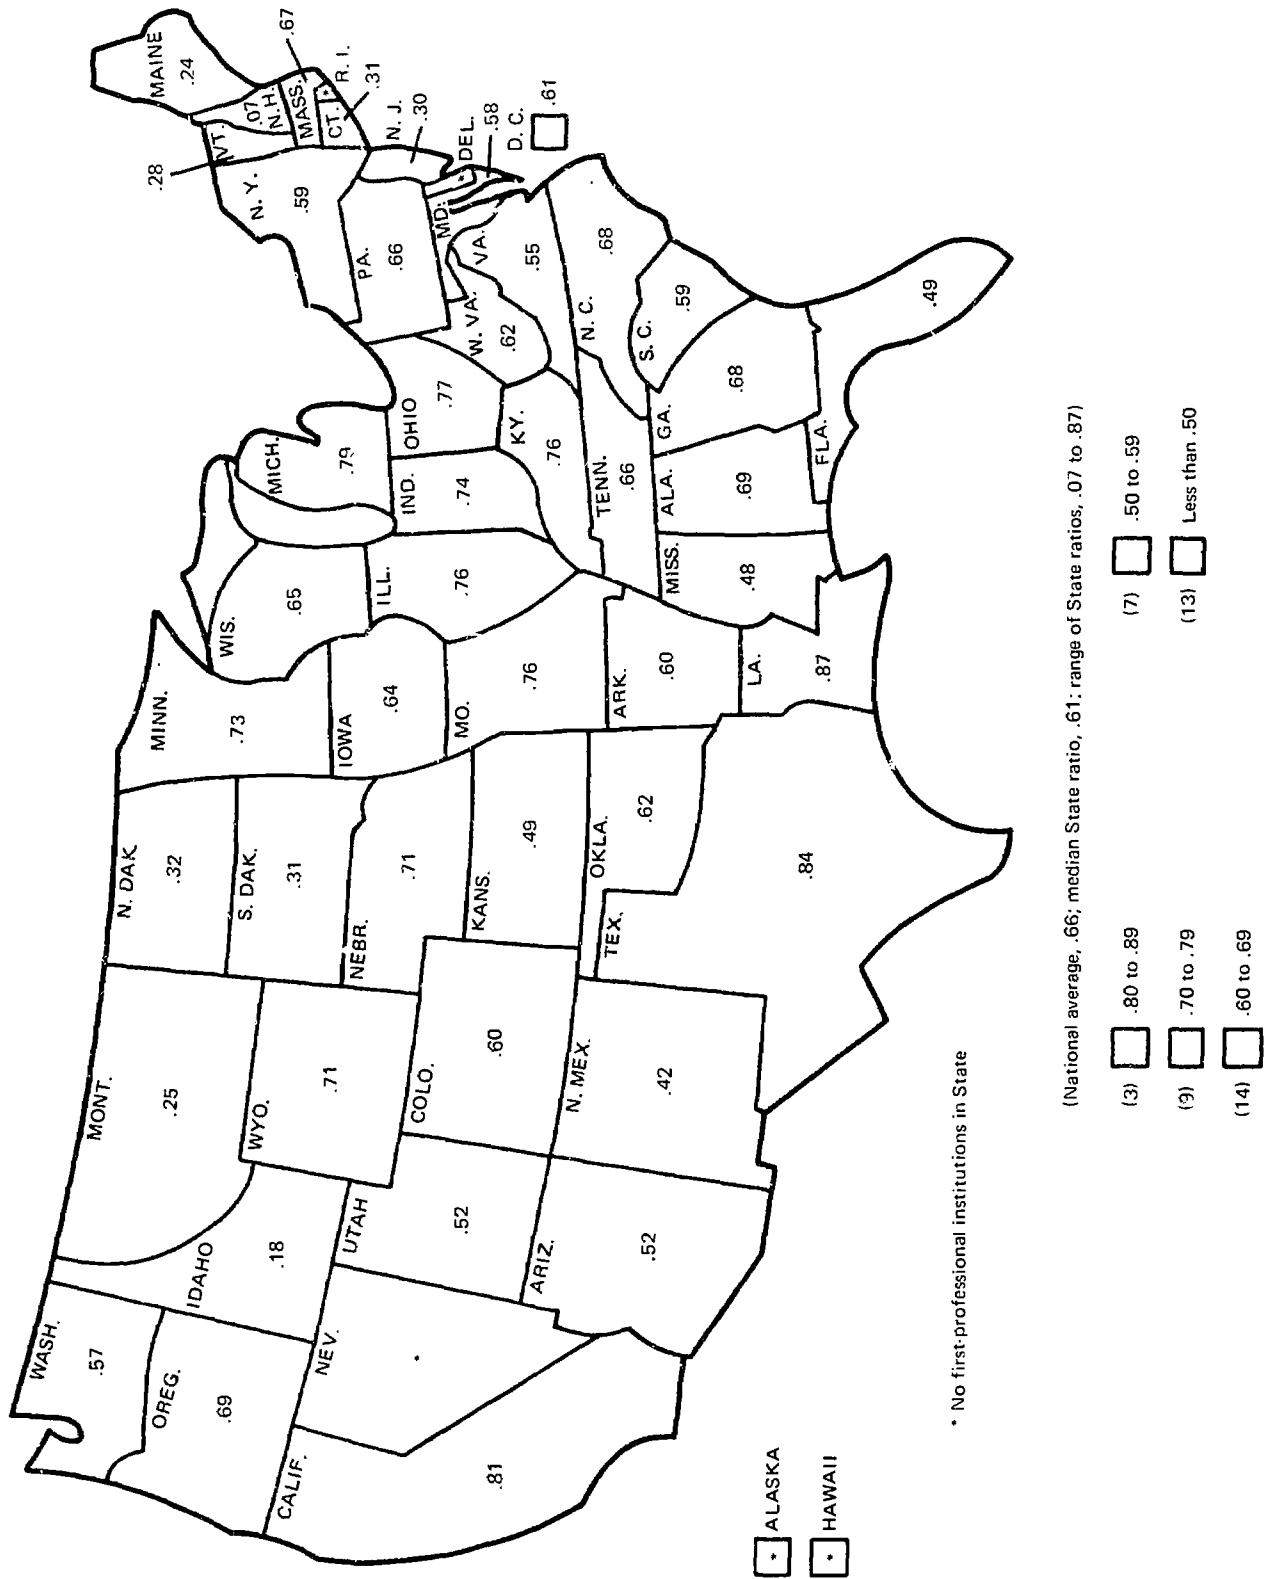 WASH.
.57
OREG.
.69
CALIF.
.81
NEV.
*
IDAHO
.18
MONT.
.25
WYO.
.71
UTAH
.52
ARIZ.
.52
COLO.
.60
N. MEX.
.42
N. DAK.
.32
S. DAK.
.31
NEBR.
.71
KANS.
.49
OKLA.
.62
TEX.
.84
MINN.
.73
IOWA
.64
MO.
.76
ARK.
.60
LA.
.87
WIS.
.65
ILL.
.76
MICH.
.79
IND.
.74
OHIO
.77
KY.
.76
TENN.
.66
MISS.
.48
ALA.
.69
GA.
.68
FLA.
.49
S. C.
.59
N. C.
.68
VA.
.55
W. VA.
.62
MD.
.58
DEL.
*
D. C.
.61
PA.
.66
N. J.
.30
N. Y.
.59
CT.
.31
R. I.
*
MASS.
.67
VT.
.28
N. H.
.07
MAINE
.24
* ALASKA
* HAWAII
* No first-professional institutions in State
(National average, .66; median State ratio, .61: range of State ratios, .07 to .87)
(3) .80 to .89
(9) .70 to .79
(14) .60 to .69
(7) .50 to .59
(13) Less than .50